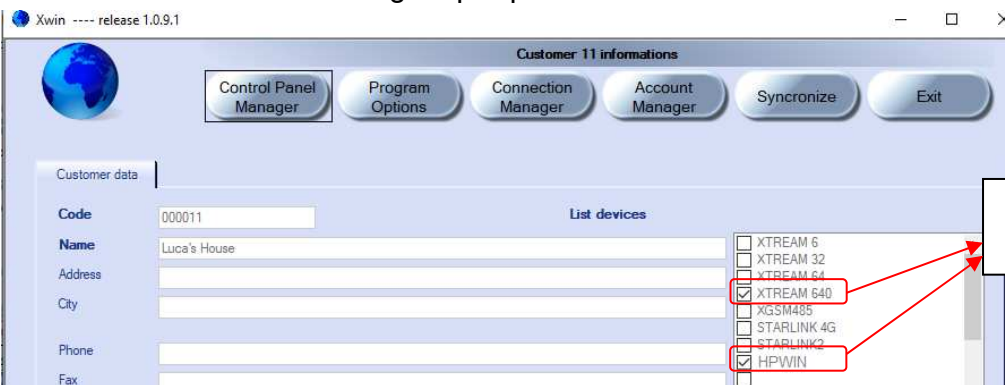 Xwin ---- release 1.0.9.1
Customer 11 informations
Control Panel
Manager
Program
Options
Connection
Manager
Account
Manager
Syncronize
Exit
Customer data
Code
000011
List devices
Name
Luca's House
Address
City
Phone
Fax
XTREAM 6
XTREAM 32
XTREAM 64
XTREAM 640
XGSM485
STARLINK 4G
STARLINK2
HPWIN